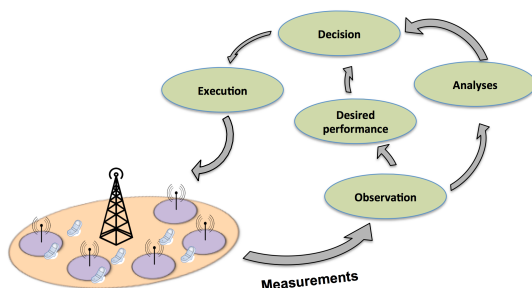 Decision
Execution
Analyses
Desired
performance
Observation
Measurements